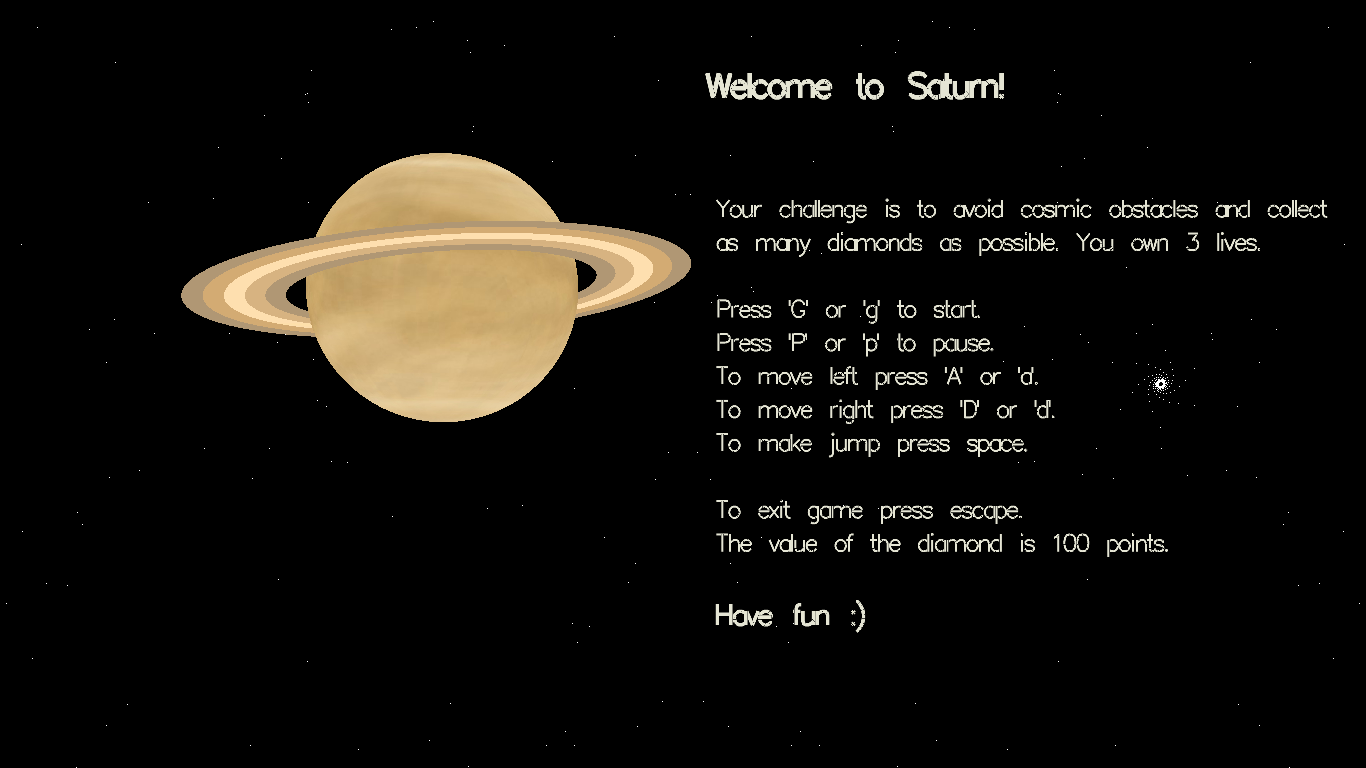 Welcome to Saturn!
Your challenge is to avoid cosmic obstacles and collect
as many diamonds as possible. You own 3 lives.
Press 'G' or 'g' to start.
Press 'P' or 'p' to pause.
To move left press 'A' or 'd.
To move right press 'D' or 'd'.
To make jump press space.
To exit game press escape.
The value of the diamond is 100 points.
Have fun :)